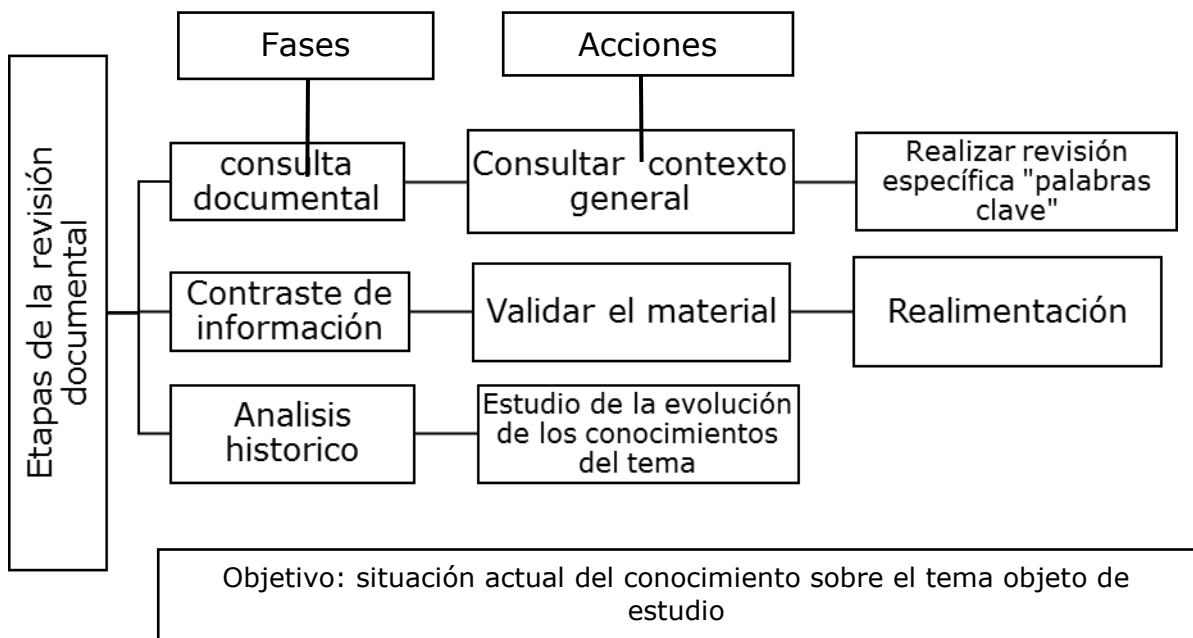 Fases
Acciones
Etapas de la revisión
documental
consulta
documental
Consultar contexto
general
Realizar revisión
específica "palabras
clave"
Contraste de
información
Validar el material
Realimentación
Analisis
historico
Estudio de la evolución
de los conocimientos
del tema
Objetivo: situación actual del conocimiento sobre el tema objeto de
estudio